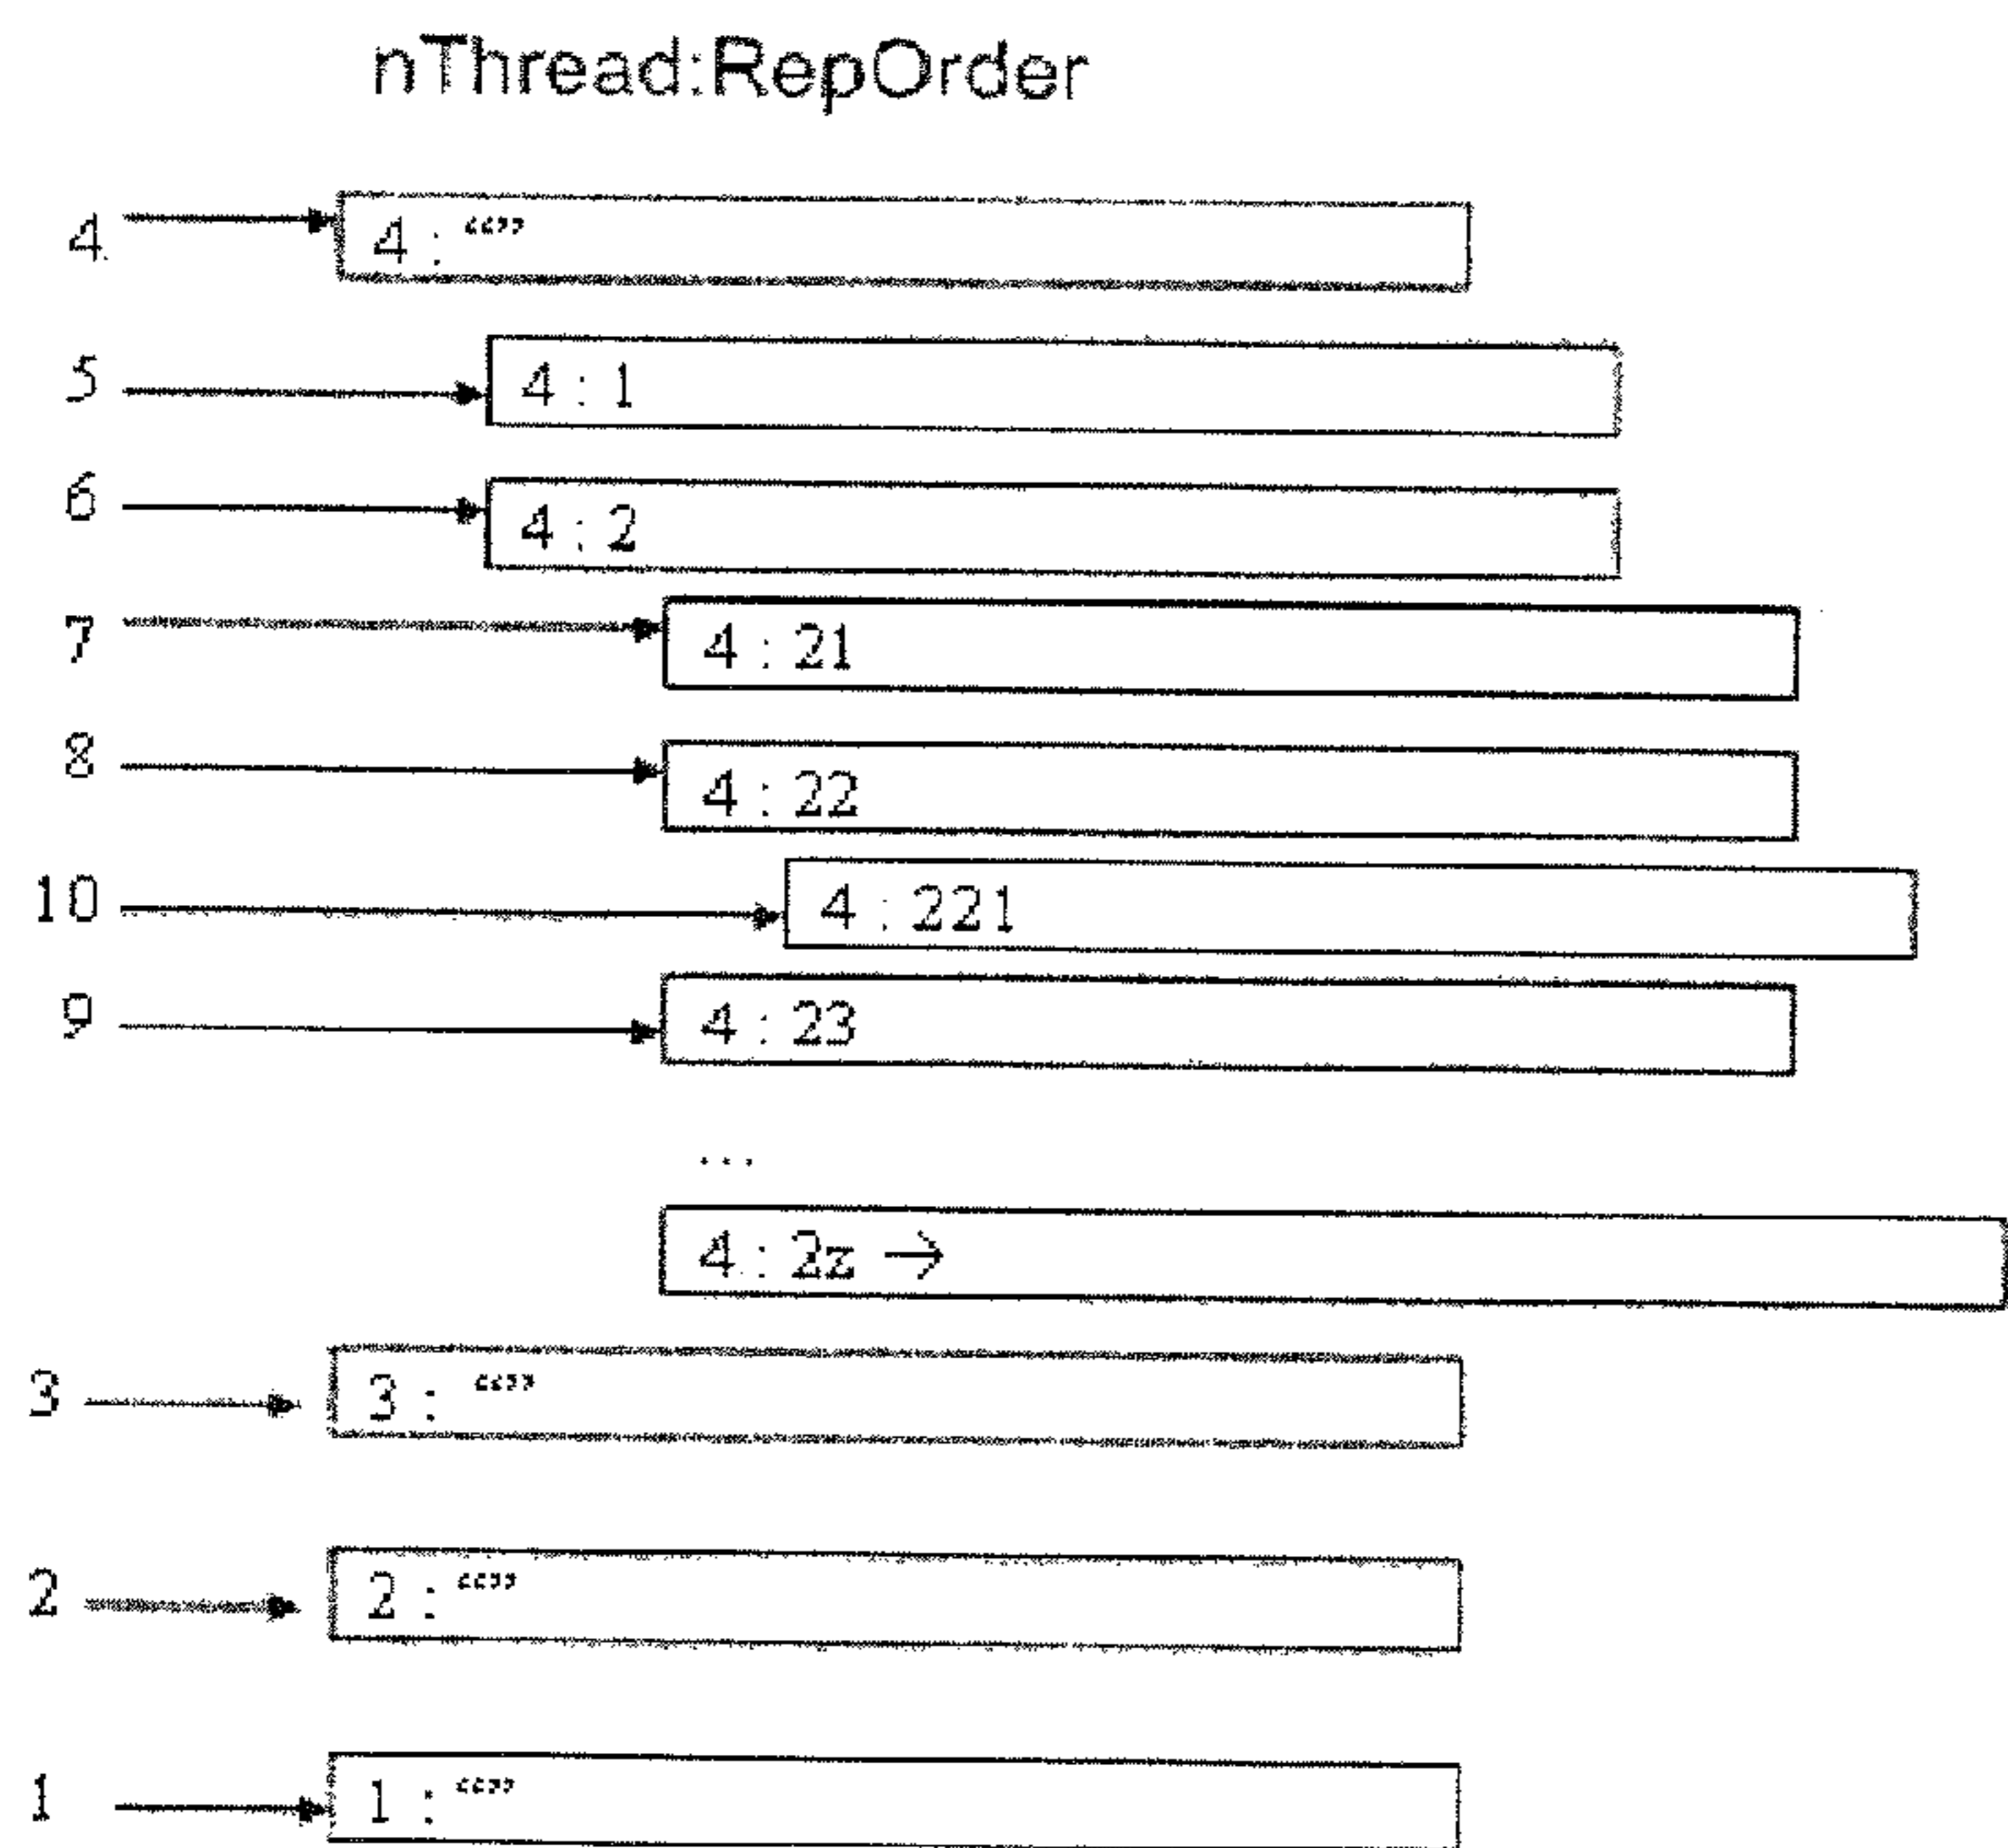 nThread:RepOrder
4 4 : “”
5 4 : 1
6 4 : 2
7 4 : 21
8 4 : 22
10 4 : 221
9 4 : 23
...
4 : 2z →
3 3 : “”
2 2 : “”
1 1 : “”